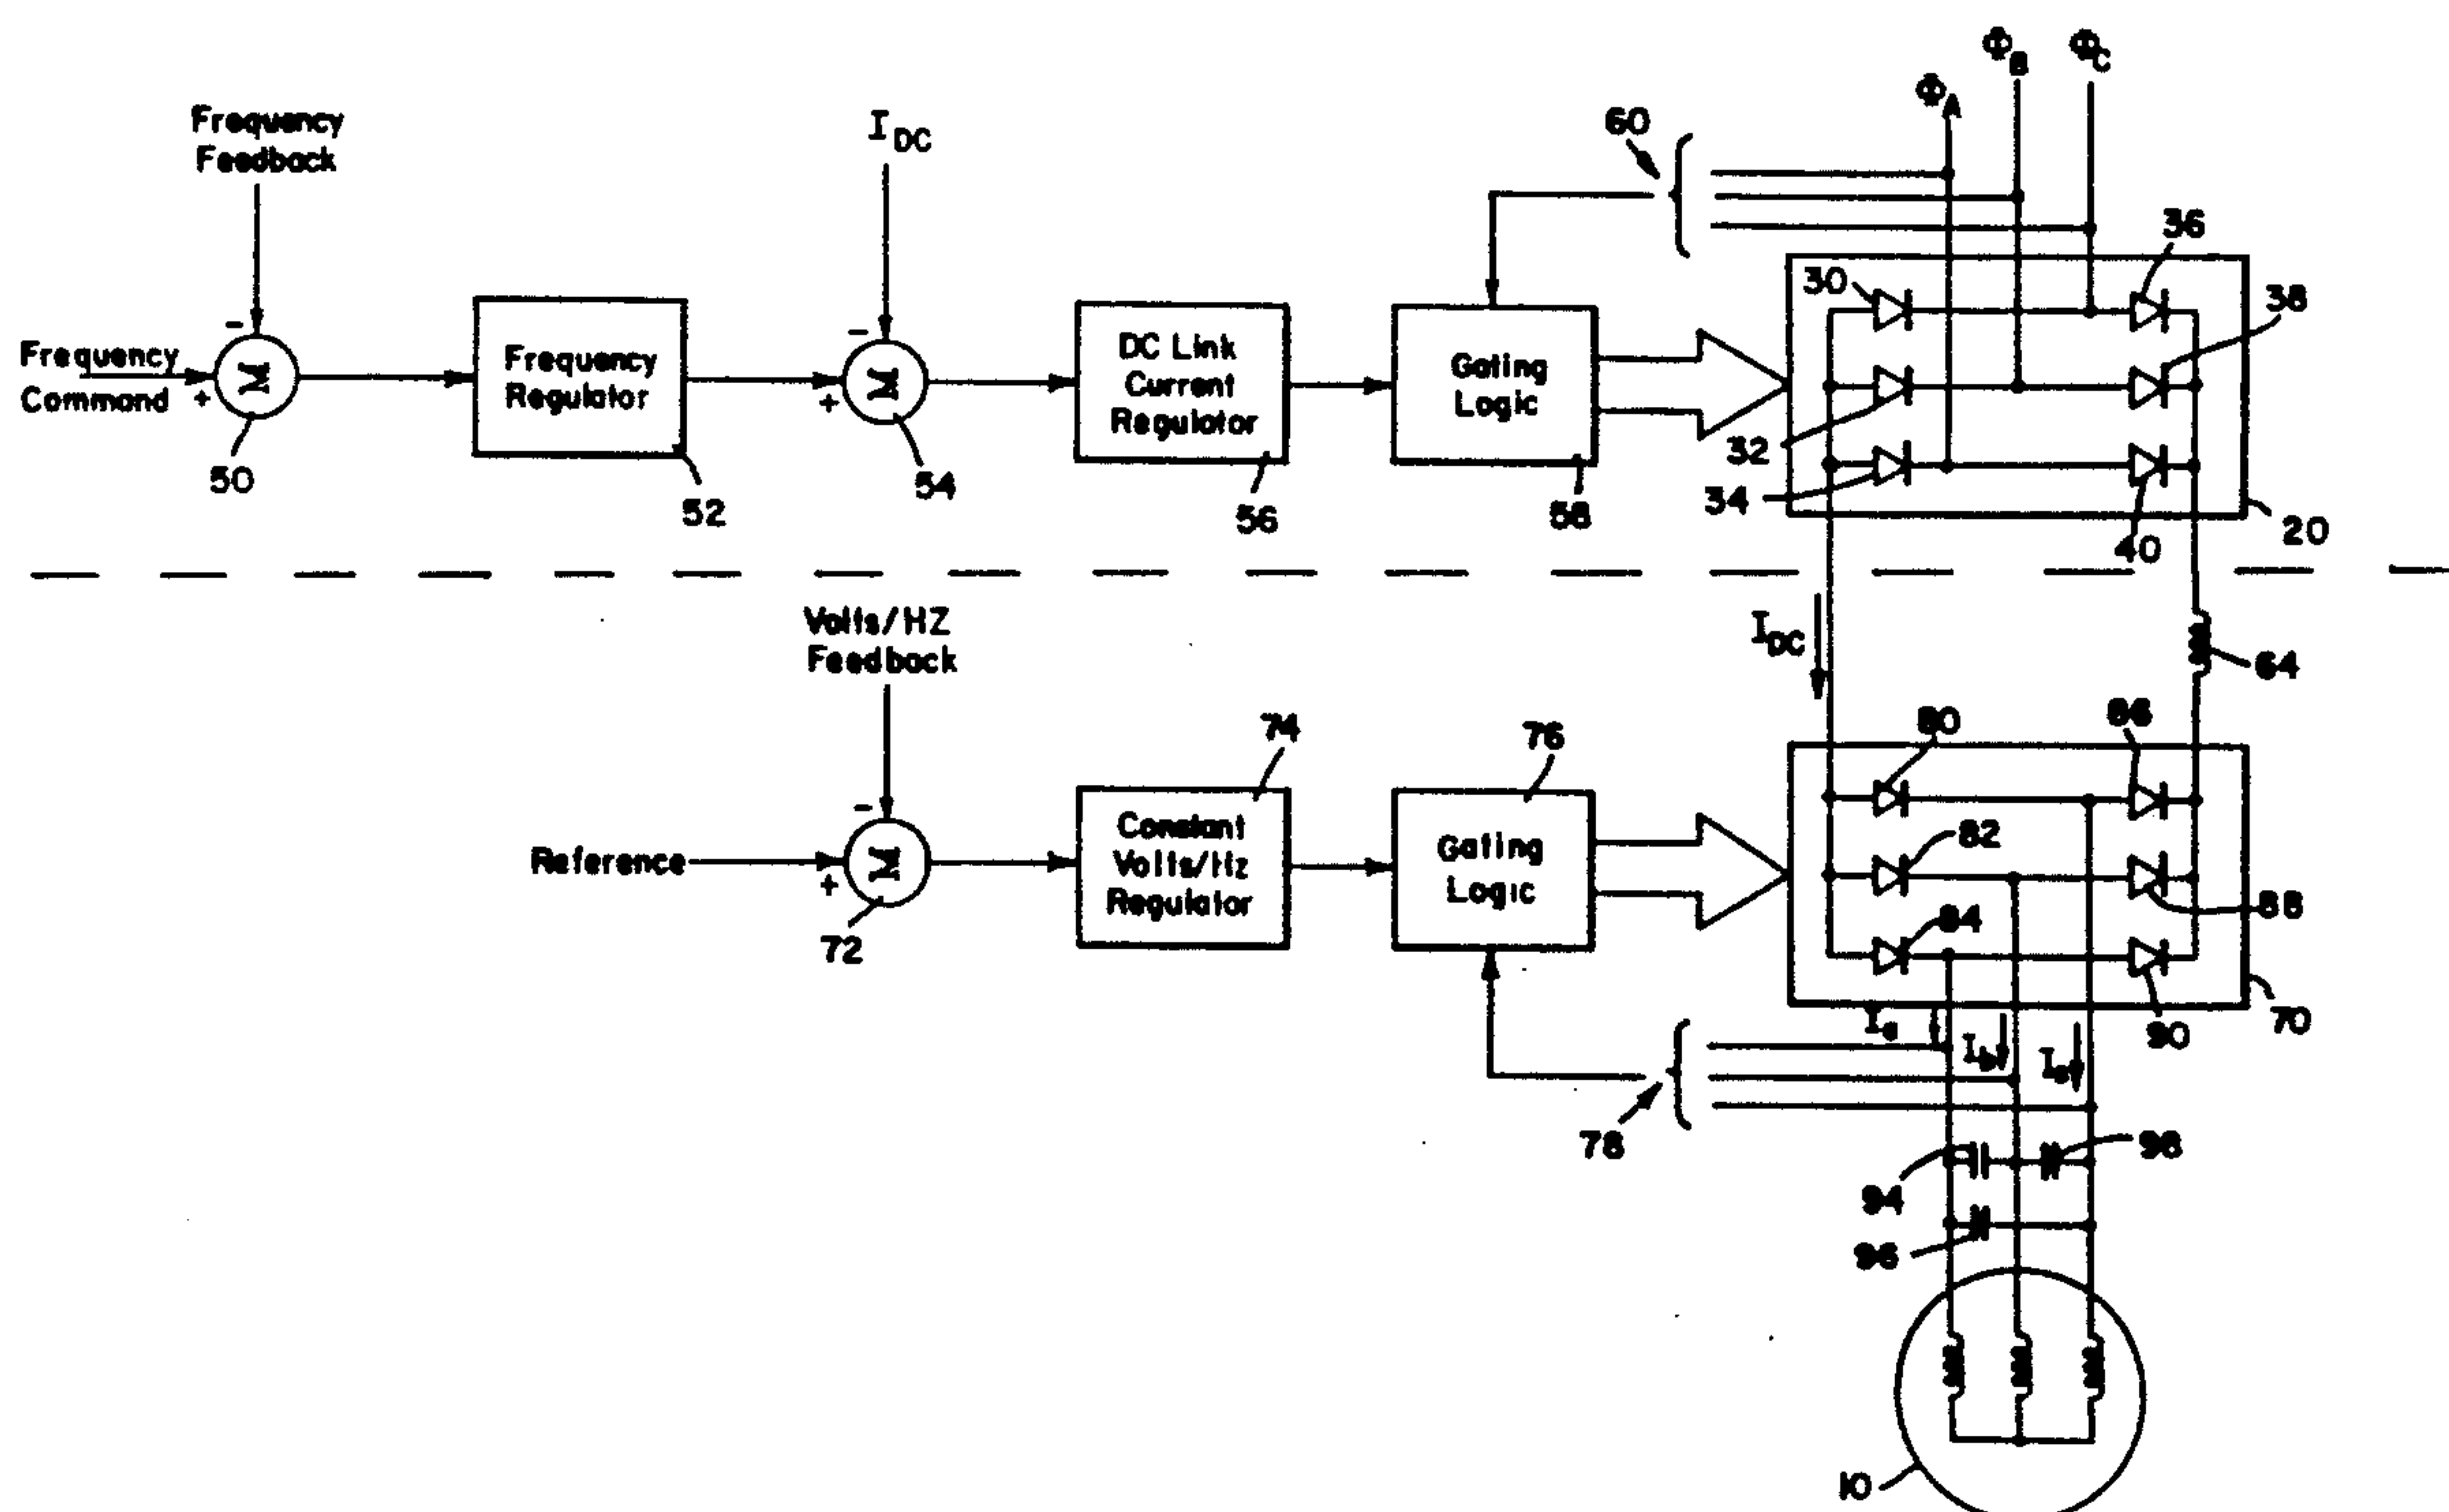 Φ_B
Φ_C
Φ_A
Frequency
Feedback
I_DC
60
36
30
38
Frequency
Command
-
+
Σ
50
Frequency
Regulator
52
-
+
Σ
54
DC Link
Current
Regulator
56
Gating
Logic
58
32
34
40
20
Volts/HZ
Feedback
I_DC
64
Reference
-
+
Σ
72
74
Constant
Volts/Hz
Regulator
76
Gating
Logic
80
86
82
84
88
90
70
I_a
I_b
78
94
98
96
10